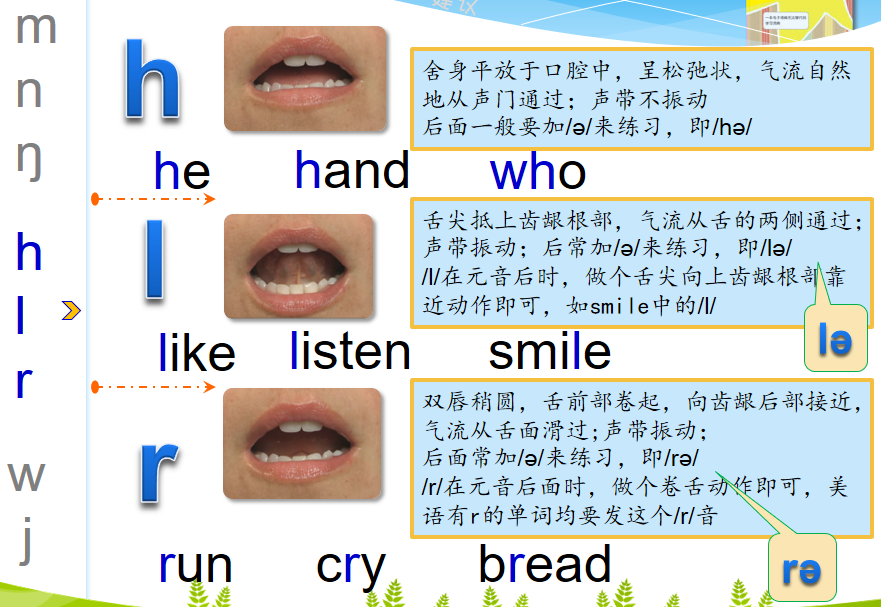 建议
m
n
ŋ
h
l
r
w
j
h
舍身平放于口腔中，呈松弛状，气流自然
地从声门通过；声带不振动
后面一般要加/ə/来练习，即/hə/
he hand who
l
舌尖抵上齿龈根部，气流从舌的两侧通过；
声带振动；后常加/ə/来练习，即/lə/
/l/在元音后时，做个舌尖向上齿龈根部靠
近动作即可，如smile中的/l/
lə
like listen smile
r
双唇稍圆，舌前部卷起，向齿龈后部接近，
气流从舌面滑过;声带振动；
后面常加/ə/来练习，即/rə/
/r/在元音后面时，做个卷舌动作即可，美
语有r的单词均要发这个/r/音
rə
run cry bread